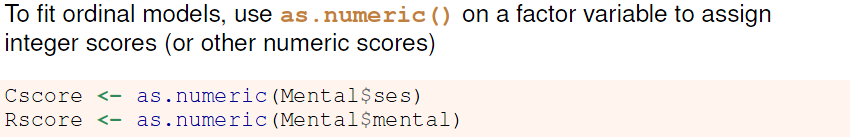 To fit ordinal models, use as.numeric() on a factor variable to assign
integer scores (or other numeric scores)
Cscore <- as.numeric(Mental$ses)
Rscore <- as.numeric(Mental$mental)